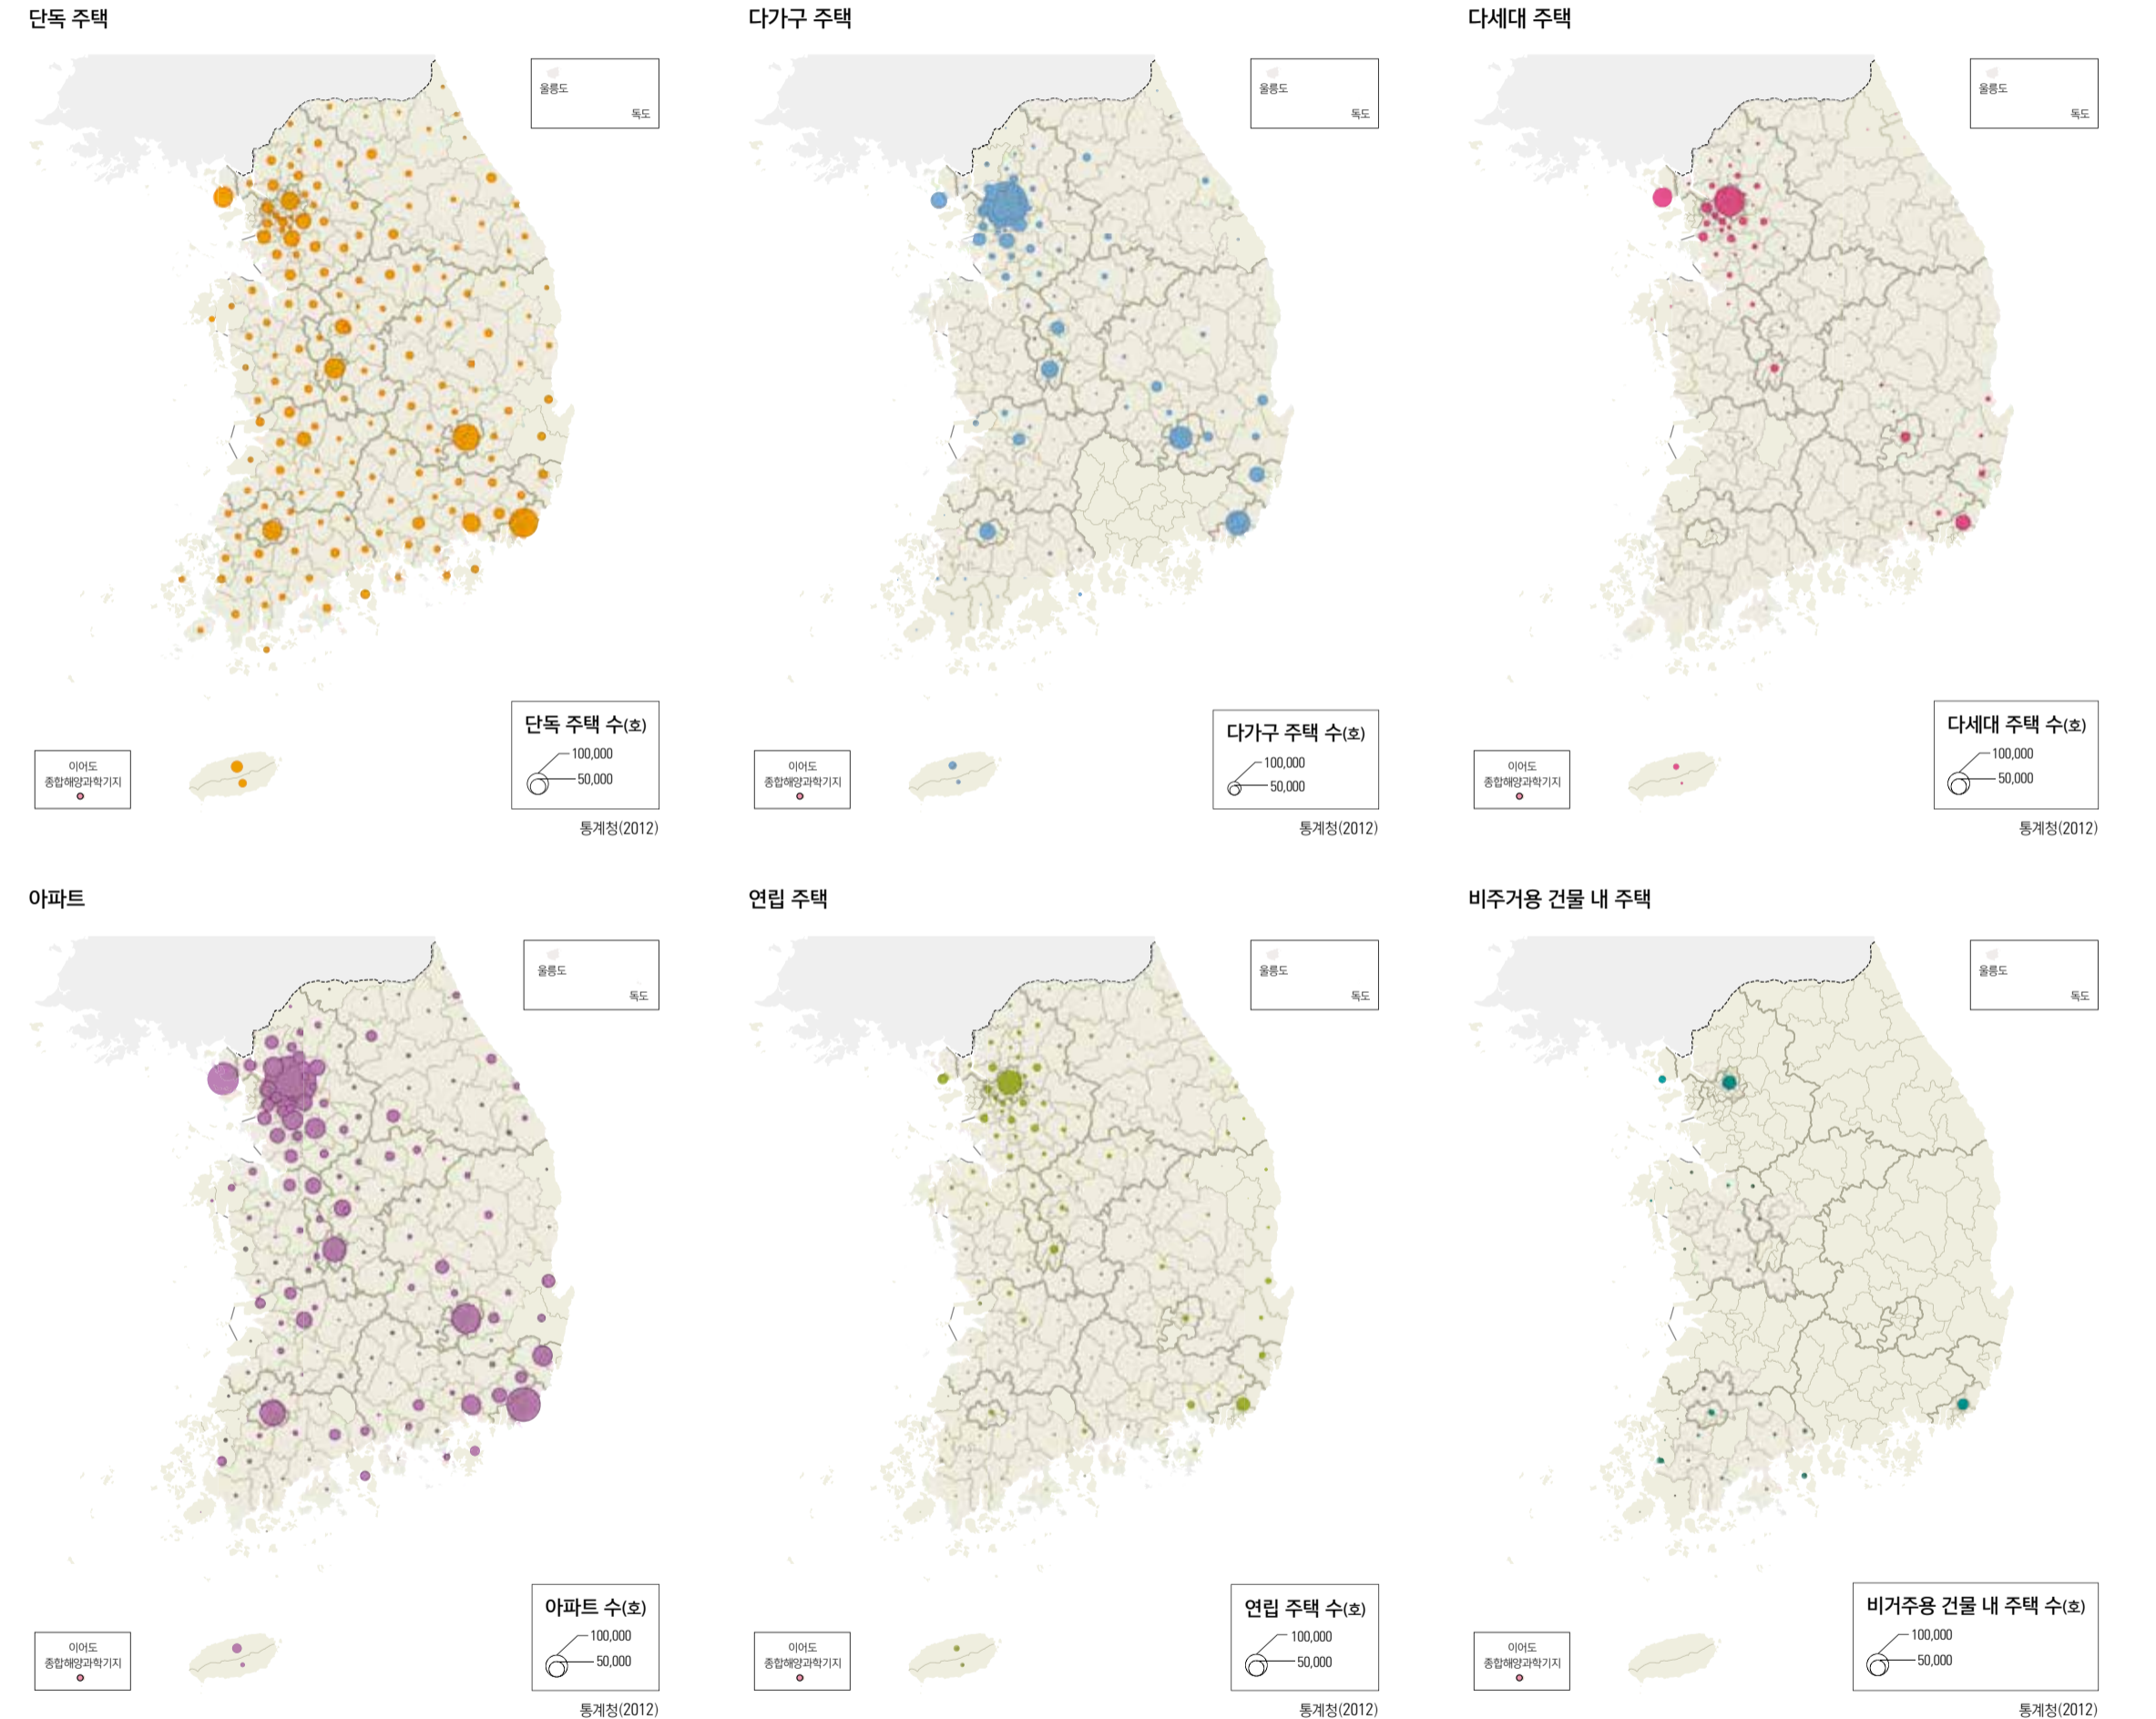 단독 주택
울릉도
독도
이어도
종합해양과학기지
단독 주택 수(호)
100,000
50,000
통계청(2012)
다가구 주택
울릉도
독도
이어도
종합해양과학기지
다가구 주택 수(호)
100,000
50,000
통계청(2012)
다세대 주택
울릉도
독도
이어도
종합해양과학기지
다세대 주택 수(호)
100,000
50,000
통계청(2012)
아파트
울릉도
독도
이어도
종합해양과학기지
아파트 수(호)
100,000
50,000
통계청(2012)
연립 주택
울릉도
독도
이어도
종합해양과학기지
연립 주택 수(호)
100,000
50,000
통계청(2012)
비주거용 건물 내 주택
울릉도
독도
이어도
종합해양과학기지
비거주용 건물 내 주택 수(호)
100,000
50,000
통계청(2012)